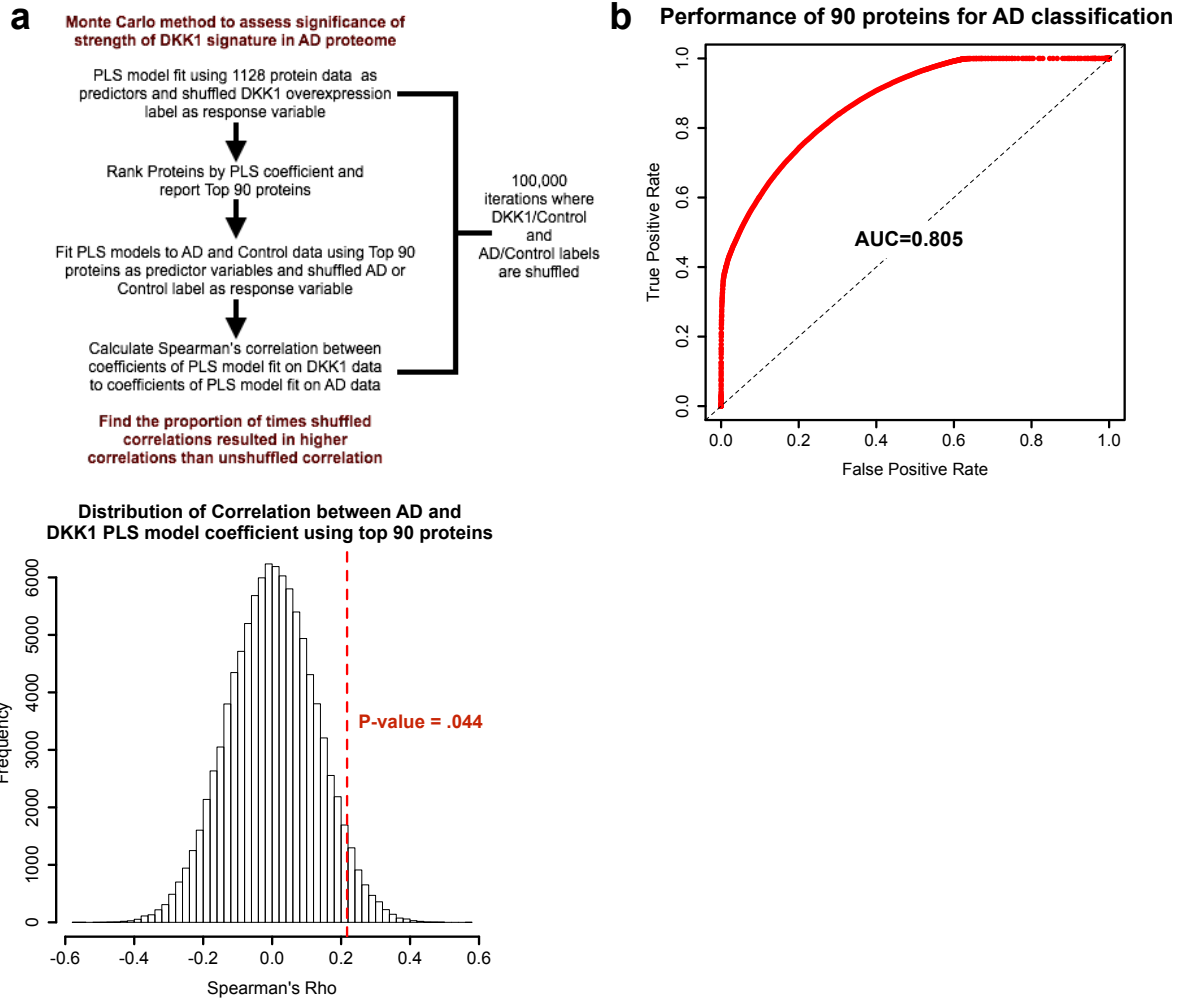 a
Monte Carlo method to assess significance of
strength of DKK1 signature in AD proteome
PLS model fit using 1128 protein data as
predictors and shuffled DKK1 overexpression
label as response variable
Rank Proteins by PLS coefficient and
report Top 90 proteins
Fit PLS models to AD and Control data using Top 90
proteins as predictor variables and shuffled AD or
Control label as response variable
Calculate Spearman's correlation between
coefficients of PLS model fit on DKK1 data
to coefficients of PLS model fit on AD data
100,000
iterations where
DKK1/Control
and
AD/Control labels
are shuffled
Find the proportion of times shuffled
correlations resulted in higher
correlations than unshuffled correlation
b
Performance of 90 proteins for AD classification
True Positive Rate
1.0
0.8
0.6
0.4
0.2
0.0
AUC=0.805
0.0 0.2 0.4 0.6 0.8 1.0
False Positive Rate
Distribution of Correlation between AD and
DKK1 PLS model coefficient using top 90 proteins
Frequency
6000
5000
4000
3000
2000
1000
0
P-value = .044
-0.6 -0.4 -0.2 0.0 0.2 0.4 0.6
Spearman's Rho